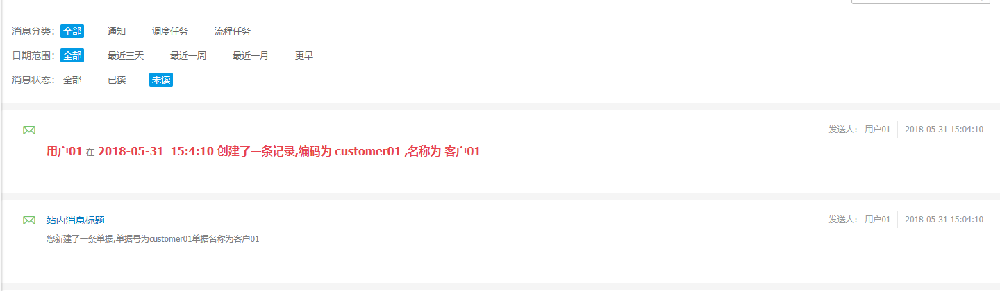 消息分类： 全部 通知 调度任务 流程任务
日期范围： 全部 最近三天 最近一周 最近一月 更早
消息状态： 全部 已读 未读
发送人： 用户01 2018-05-31 15:04:10
用户01 在 2018-05-31  15:4:10 创建了一条记录,编码为 customer01 ,名称为 客户01
站内消息标题 发送人： 用户01 2018-05-31 15:04:10
您新建了一条单据,单据号为customer01单据名称为客户01